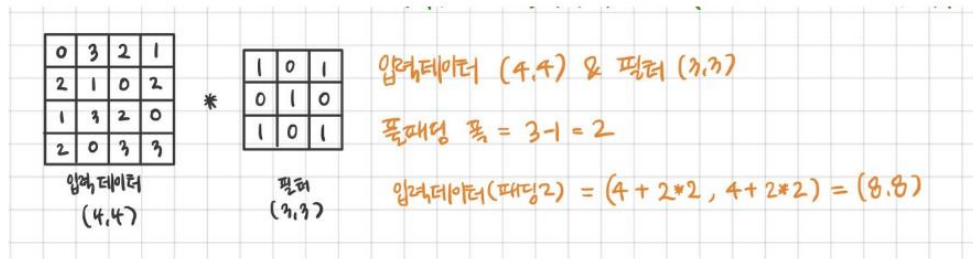 0 3 2 1
2 1 0 2
1 3 2 0
2 0 3 3
입력 데이터
(4,4)
*
1 0 1
0 1 0
1 0 1
필터
(3,3)
입력데이터 (4,4) & 필터 (3,3)
풀패딩 폭 = 3-1 = 2
입력데이터(패딩2) = (4 + 2*2, 4+ 2*2) = (8,8)